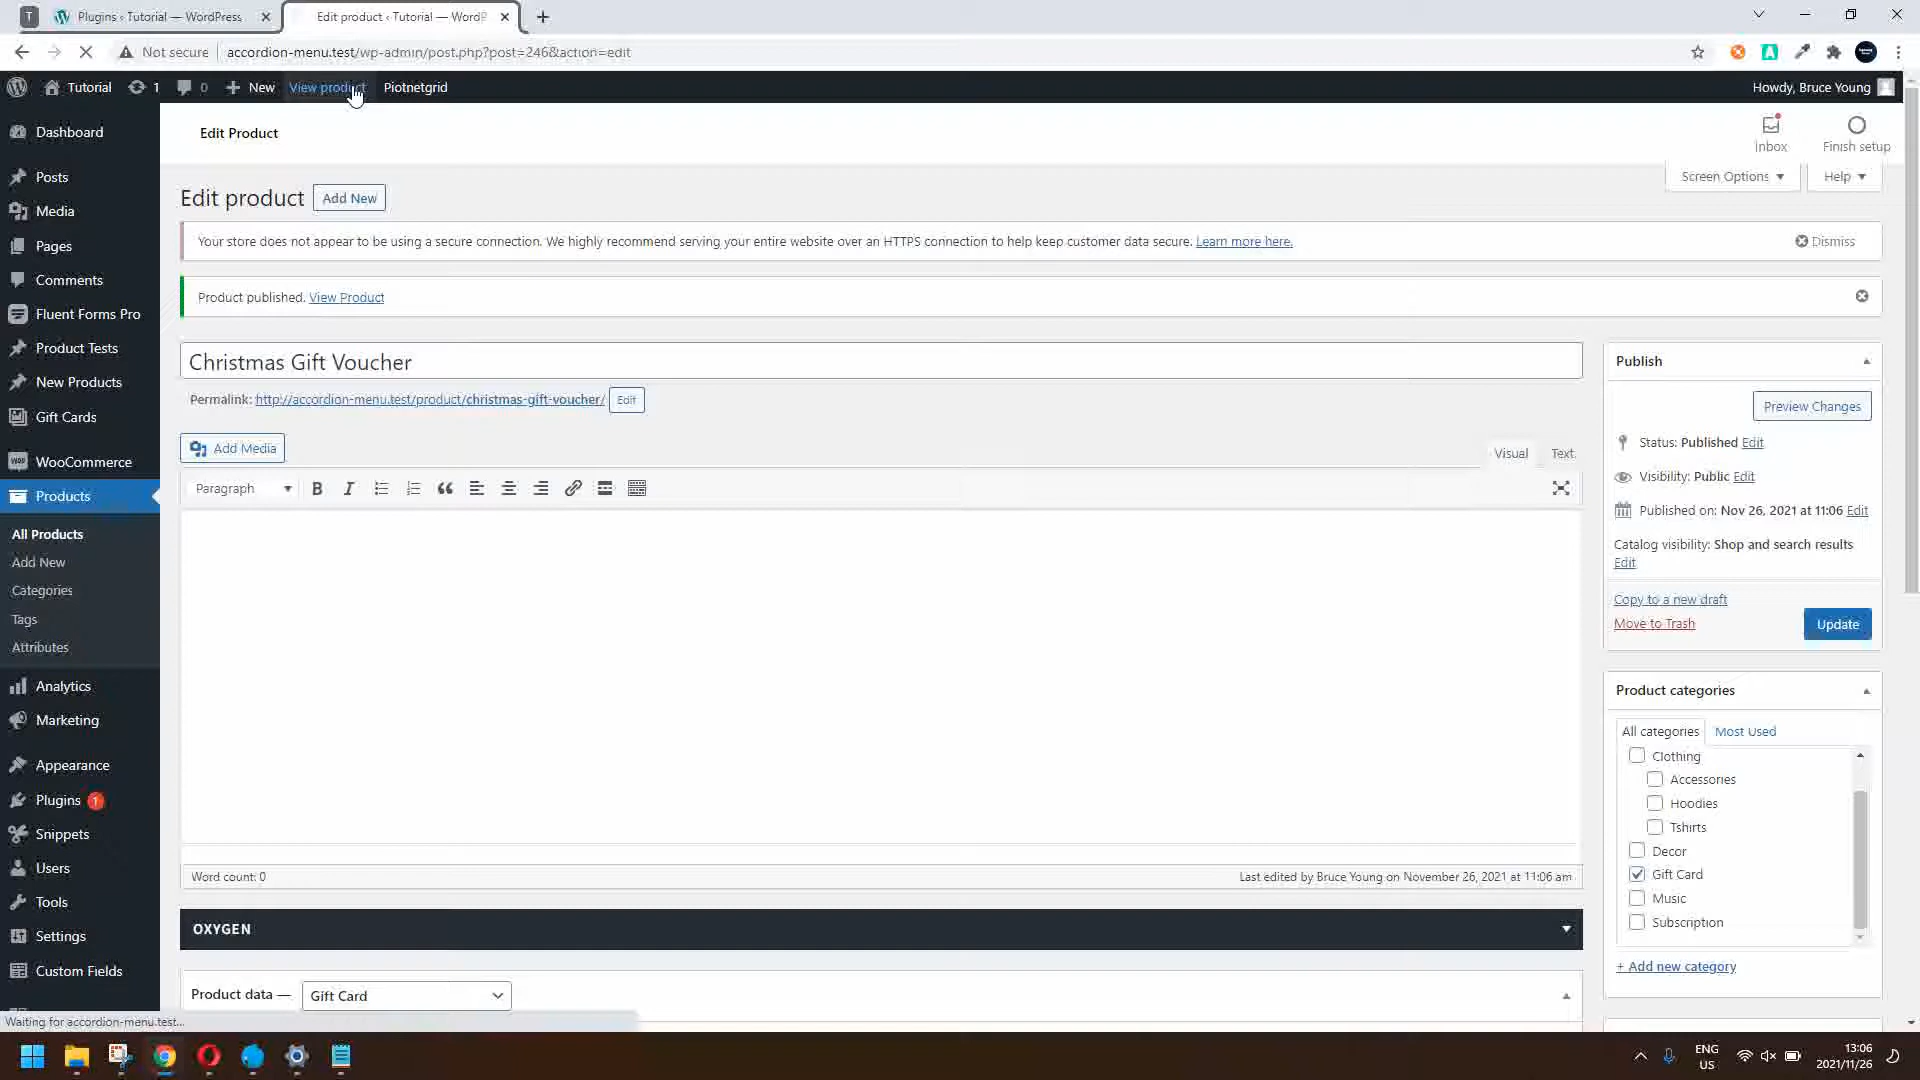 T
Plugins ‹ Tutorial — WordPress
Edit product ‹ Tutorial — WordP
Not secure
accordion-menu.test/wp-admin/post.php?post=246&action=edit
Tutorial
1
0
New
View product
Piotnetgrid
Howdy, Bruce Young
Edit Product
Inbox
Finish setup
Screen Options
Help
Edit product
Add New
Your store does not appear to be using a secure connection. We highly recommend serving your entire website over an HTTPS connection to help keep customer data secure. Learn more here.
Dismiss
Product published. View Product
Christmas Gift Voucher
Permalink: http://accordion-menu.test/product/christmas-gift-voucher/
Edit
Add Media
Visual
Text
Paragraph
Word count: 0
Last edited by Bruce Young on November 26, 2021 at 11:06 am
OXYGEN
Product data —
Gift Card
Dashboard
Posts
Media
Pages
Comments
Fluent Forms Pro
Product Tests
New Products
Gift Cards
WooCommerce
Products
All Products
Add New
Categories
Tags
Attributes
Analytics
Marketing
Appearance
Plugins 1
Snippets
Users
Tools
Settings
Custom Fields
Publish
Preview Changes
Status: Published Edit
Visibility: Public Edit
Published on: Nov 26, 2021 at 11:06 Edit
Catalog visibility: Shop and search results
Edit
Copy to a new draft
Move to Trash
Update
Product categories
All categories
Most Used
Clothing
Accessories
Hoodies
Tshirts
Decor
Gift Card
Music
Subscription
+ Add new category
Waiting for accordion-menu.test...
ENG
US
13:06
2021/11/26